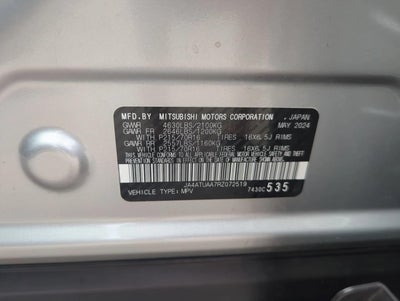 MFD.BY MITSUBISHI MOTORS CORPORATION, JAPAN
GVWR 4630LBS/2100KG MAY 2024
GAWR FR 2646LBS/1200KG
WITH P215/70R16 TIRES, 16X6.5J RIMS
GAWR RR 2557LBS/1160KG
WITH P215/70R16 TIRES, 16X6.5J RIMS
JA4ATUAA7RZ072519
VEHICLE TYPE: MPV 7430C 535